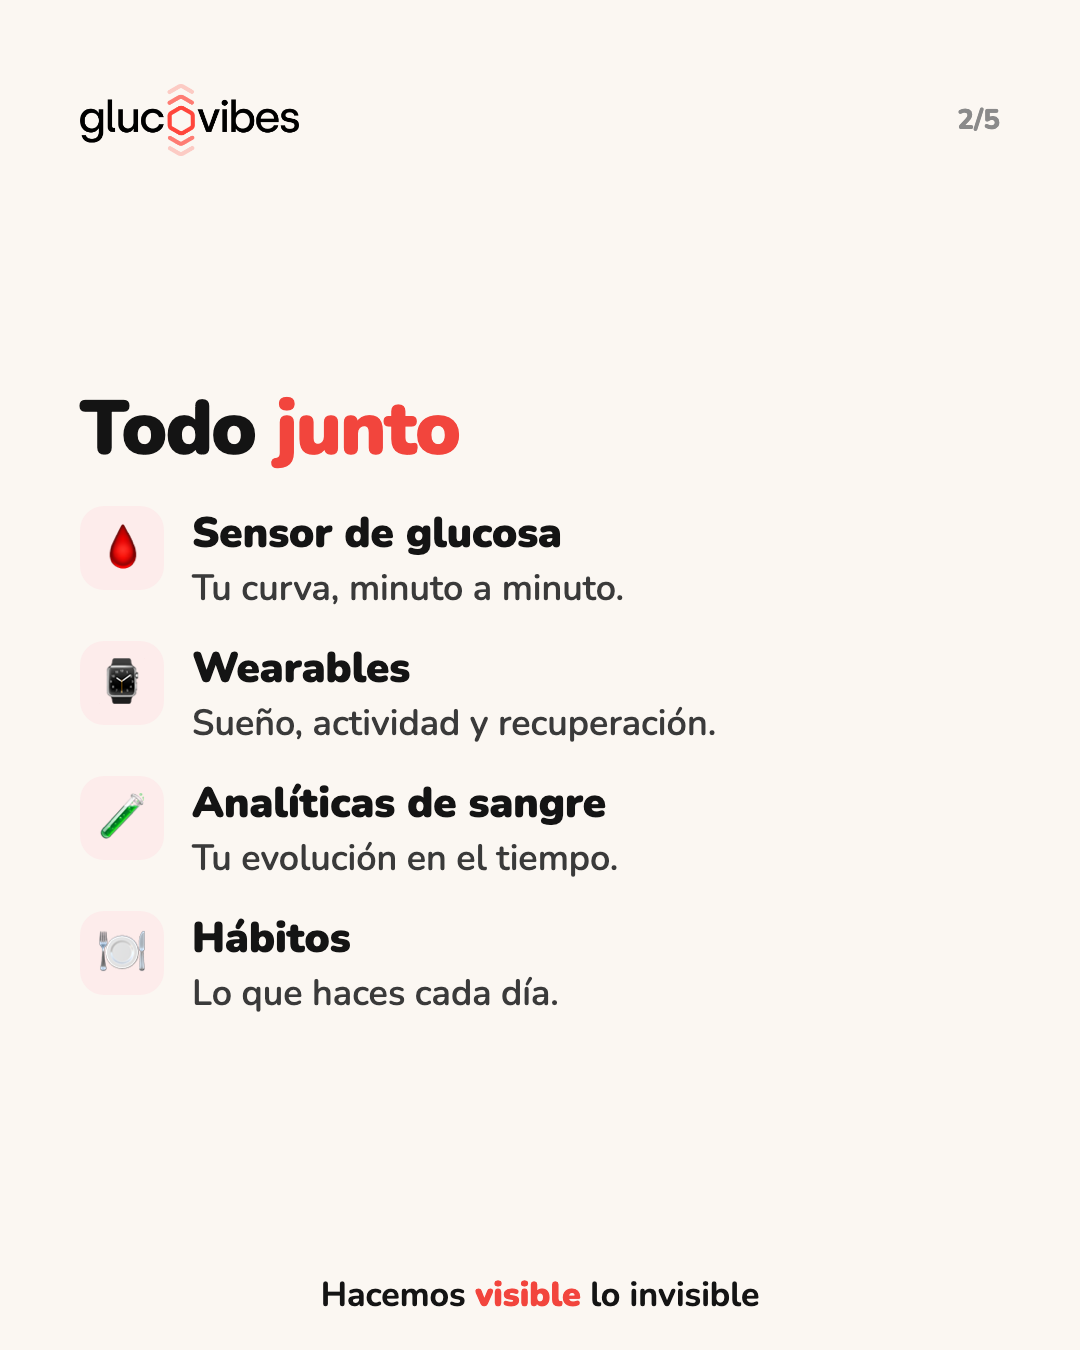 glucovibes
2/5
Todo junto
Sensor de glucosa
Tu curva, minuto a minuto.
Wearables
Sueño, actividad y recuperación.
Analíticas de sangre
Tu evolución en el tiempo.
Hábitos
Lo que haces cada día.
Hacemos visible lo invisible